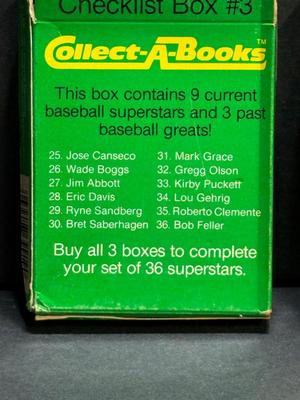 Checklist Box #3
Collect-A-Books™
This box contains 9 current
baseball superstars and 3 past
baseball greats!
25. Jose Canseco
26. Wade Boggs
27. Jim Abbott
28. Eric Davis
29. Ryne Sandberg
30. Bret Saberhagen
31. Mark Grace
32. Gregg Olson
33. Kirby Puckett
34. Lou Gehrig
35. Roberto Clemente
36. Bob Feller
Buy all 3 boxes to complete
your set of 36 superstars.